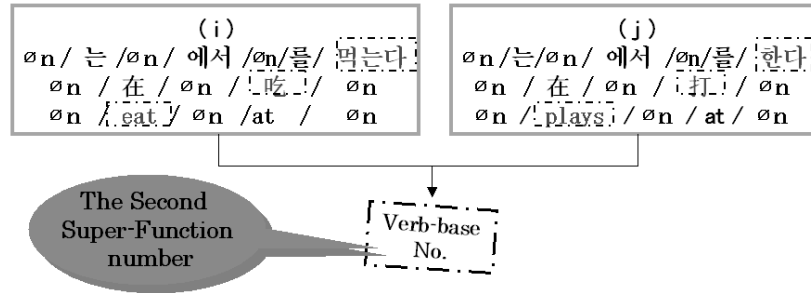 (i)
øn / 는 /øn / 에서 /øn/를/ 먹는다
øn / 在 / øn / 吃 / øn
øn / eat / øn /at / øn
(j)
øn /는/øn / 에서 /øn/를/ 한다
øn / 在 / øn / 打 / øn
øn / plays / øn / at / øn
The Second
Super-Function
number
Verb-base
No.